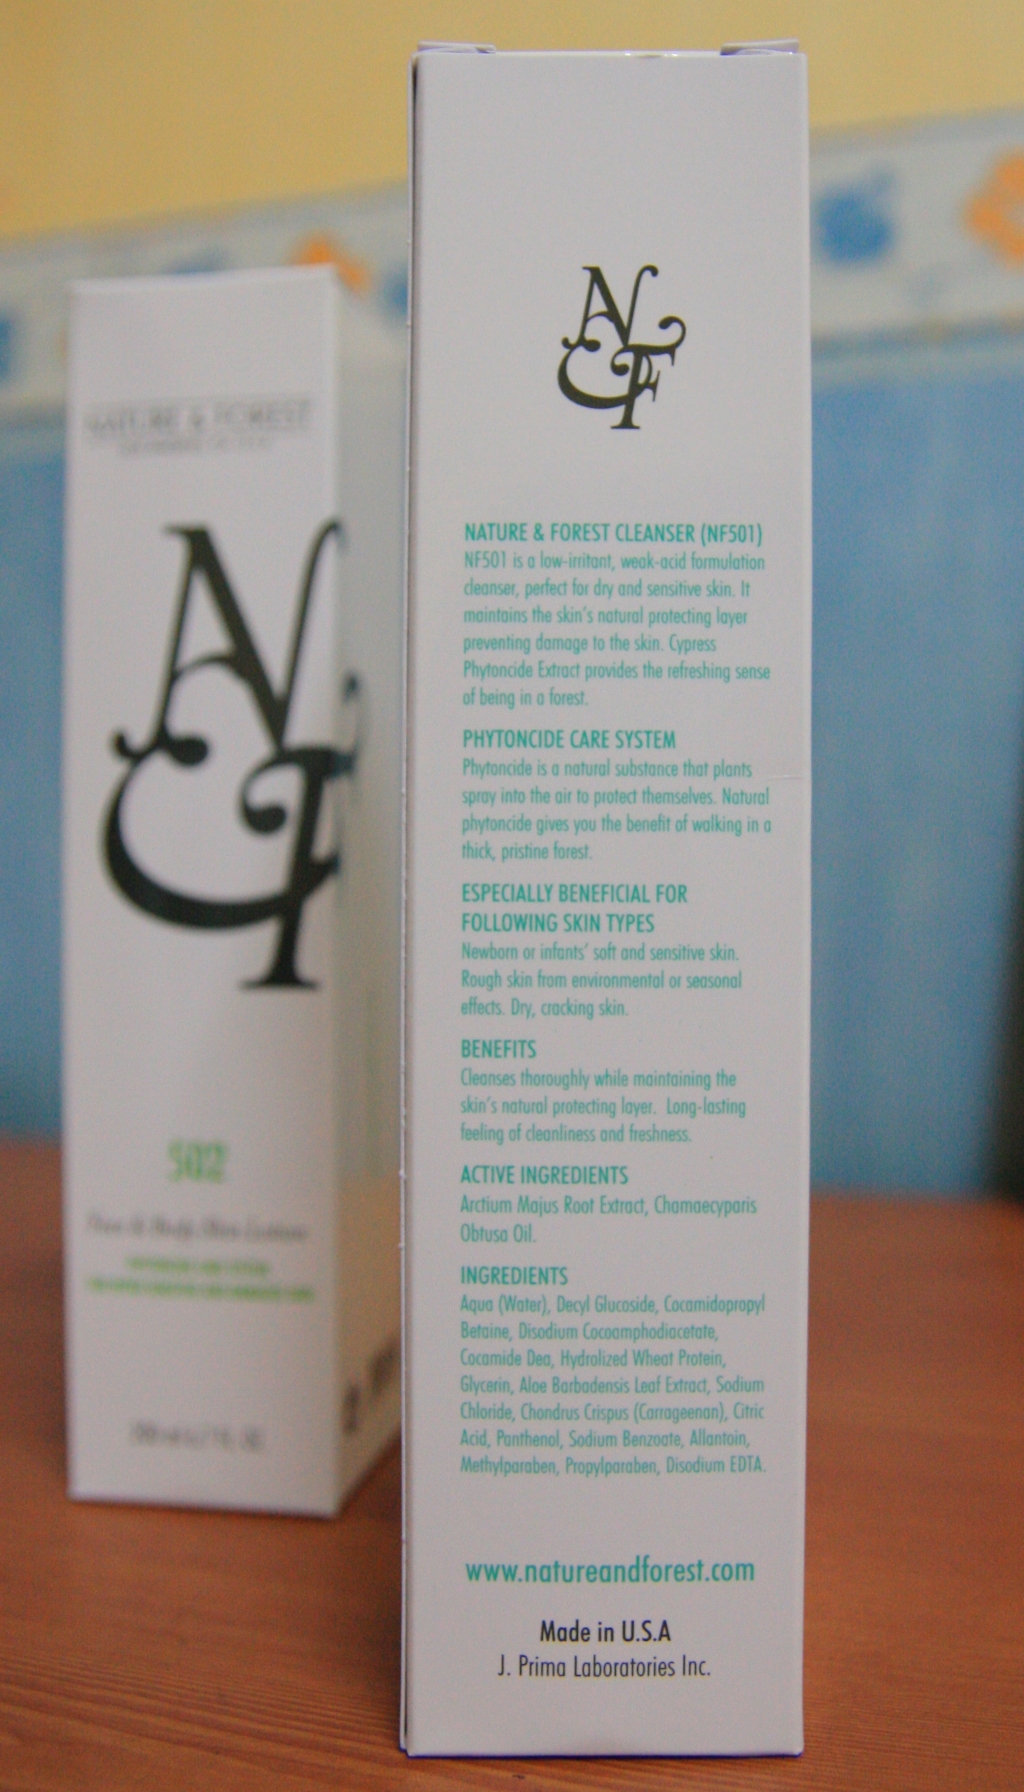 NATURE & FOREST
N&F
502
Face & Body Skin Lotion
N&F
NATURE & FOREST CLEANSER (NF501)
NF501 is a low-irritant, weak-acid formulation
cleanser, perfect for dry and sensitive skin. It
maintains the skin's natural protecting layer
preventing damage to the skin. Cypress
Phytoncide Extract provides the refreshing sense
of being in a forest.
PHYTONCIDE CARE SYSTEM
Phytoncide is a natural substance that plants
spray into the air to protect themselves. Natural
phytoncide gives you the benefit of walking in a
thick, pristine forest.
ESPECIALLY BENEFICIAL FOR
FOLLOWING SKIN TYPES
Newborn or infants' soft and sensitive skin.
Rough skin from environmental or seasonal
effects. Dry, cracking skin.
BENEFITS
Cleanses thoroughly while maintaining the
skin's natural protecting layer. Long-lasting
feeling of cleanliness and freshness.
ACTIVE INGREDIENTS
Arctium Majus Root Extract, Chamaecyparis
Obtusa Oil.
INGREDIENTS
Aqua (Water), Decyl Glucoside, Cocamidopropyl
Betaine, Disodium Cocoamphodiacetate,
Cocamide Dea, Hydrolized Wheat Protein,
Glycerin, Aloe Barbadensis Leaf Extract, Sodium
Chloride, Chondrus Crispus (Carrageenan), Citric
Acid, Panthenol, Sodium Benzoate, Allantoin,
Methylparaben, Propylparaben, Disodium EDTA.
www.natureandforest.com
Made in U.S.A
J. Prima Laboratories Inc.